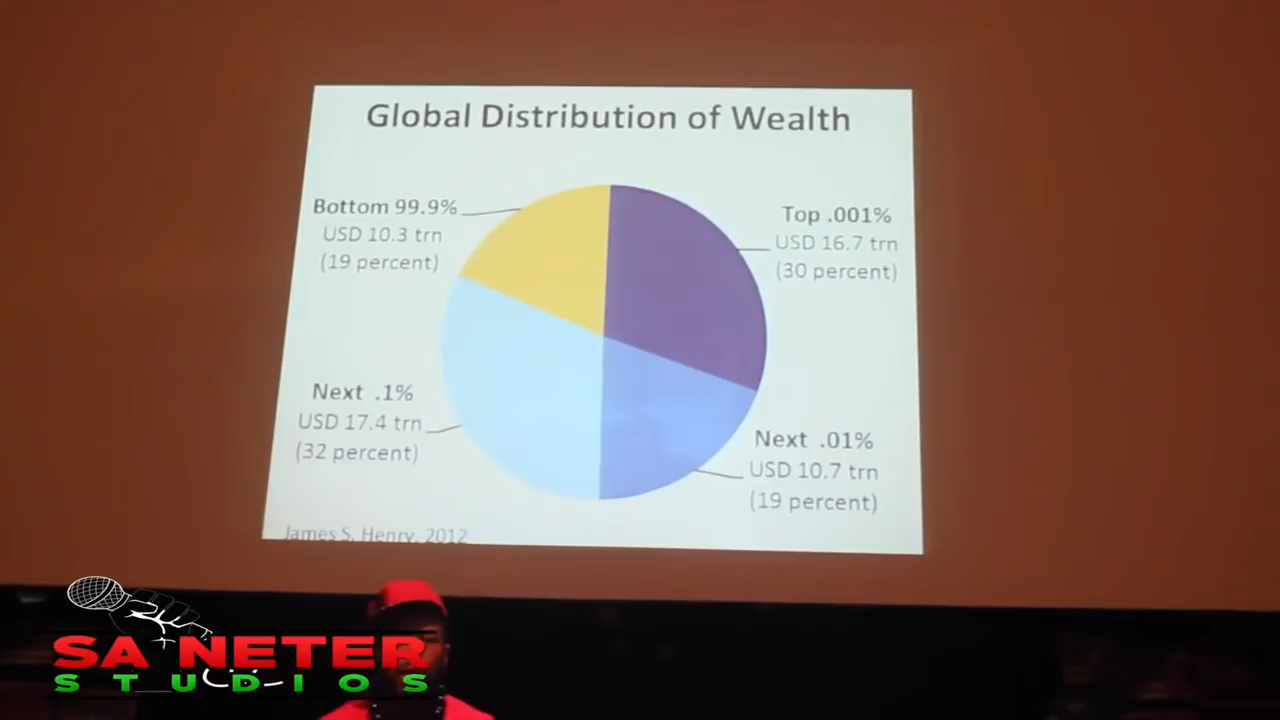 Global Distribution of Wealth
Bottom 99.9%
USD 10.3 trn
(19 percent)
Top .001%
USD 16.7 trn
(30 percent)
Next .1%
USD 17.4 trn
(32 percent)
Next .01%
USD 10.7 trn
(19 percent)
James S. Henry, 2012
SA NETER
STUDIOS